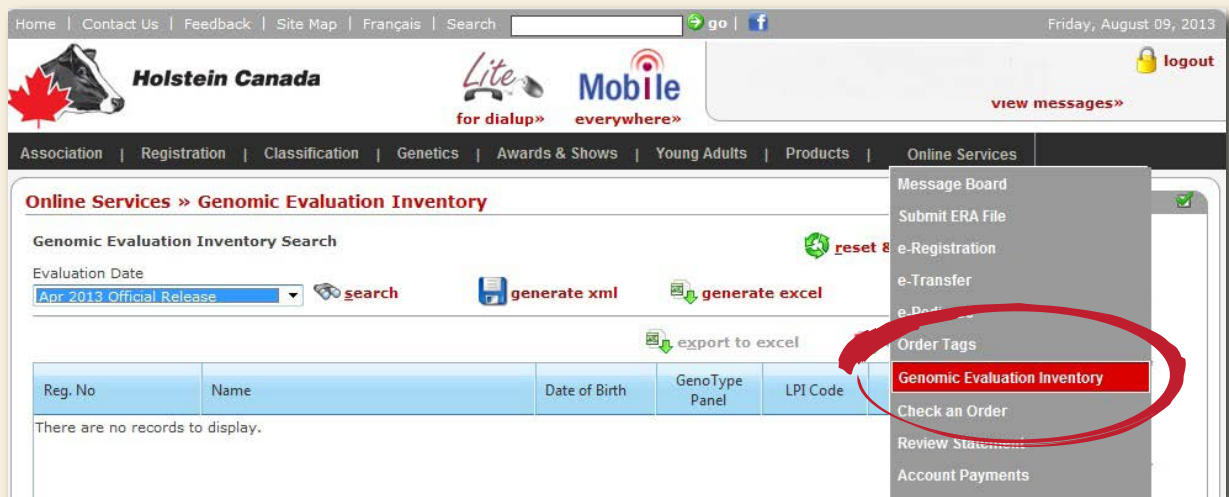 Home | Contact Us | Feedback | Site Map | Français | Search go | f Friday, August 09, 2013
Holstein Canada
Lite
for dialup»
Mobile
everywhere»
logout
view messages»
Association | Registration | Classification | Genetics | Awards & Shows | Young Adults | Products | Online Services
Message Board
Submit ERA File
e-Registration
e-Transfer
Order Tags
Genomic Evaluation Inventory
Check an Order
Review Statement
Account Payments
Online Services » Genomic Evaluation Inventory
Genomic Evaluation Inventory Search
reset &
Evaluation Date
Apr 2013 Official Release search generate xml generate excel
export to excel
Reg. No Name Date of Birth GenoType Panel LPI Code
There are no records to display.